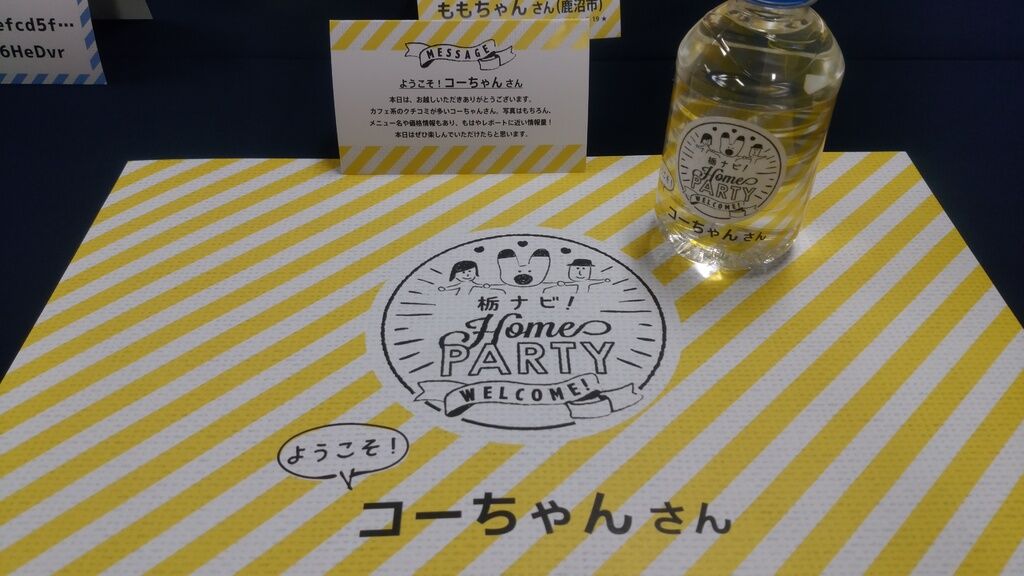 efcd5f…
6HeDvr
ももちゃん さん(鹿沼市)
19 ★
MESSAGE
ようこそ！コーちゃん さん
本日は、お越しいただきありがとうございます。
カフェ系のクチコミが多いコーちゃんさん。写真はもちろん、
メニュー名や価格情報もあり、もはやレポートに近い情報量！
本日はぜひ楽しんでいただけたらと思います。
栃ナビ！
Home
PARTY
WELCOME!
コーちゃん さん
栃ナビ！
Home
PARTY
WELCOME!
ようこそ！
コーちゃん さん